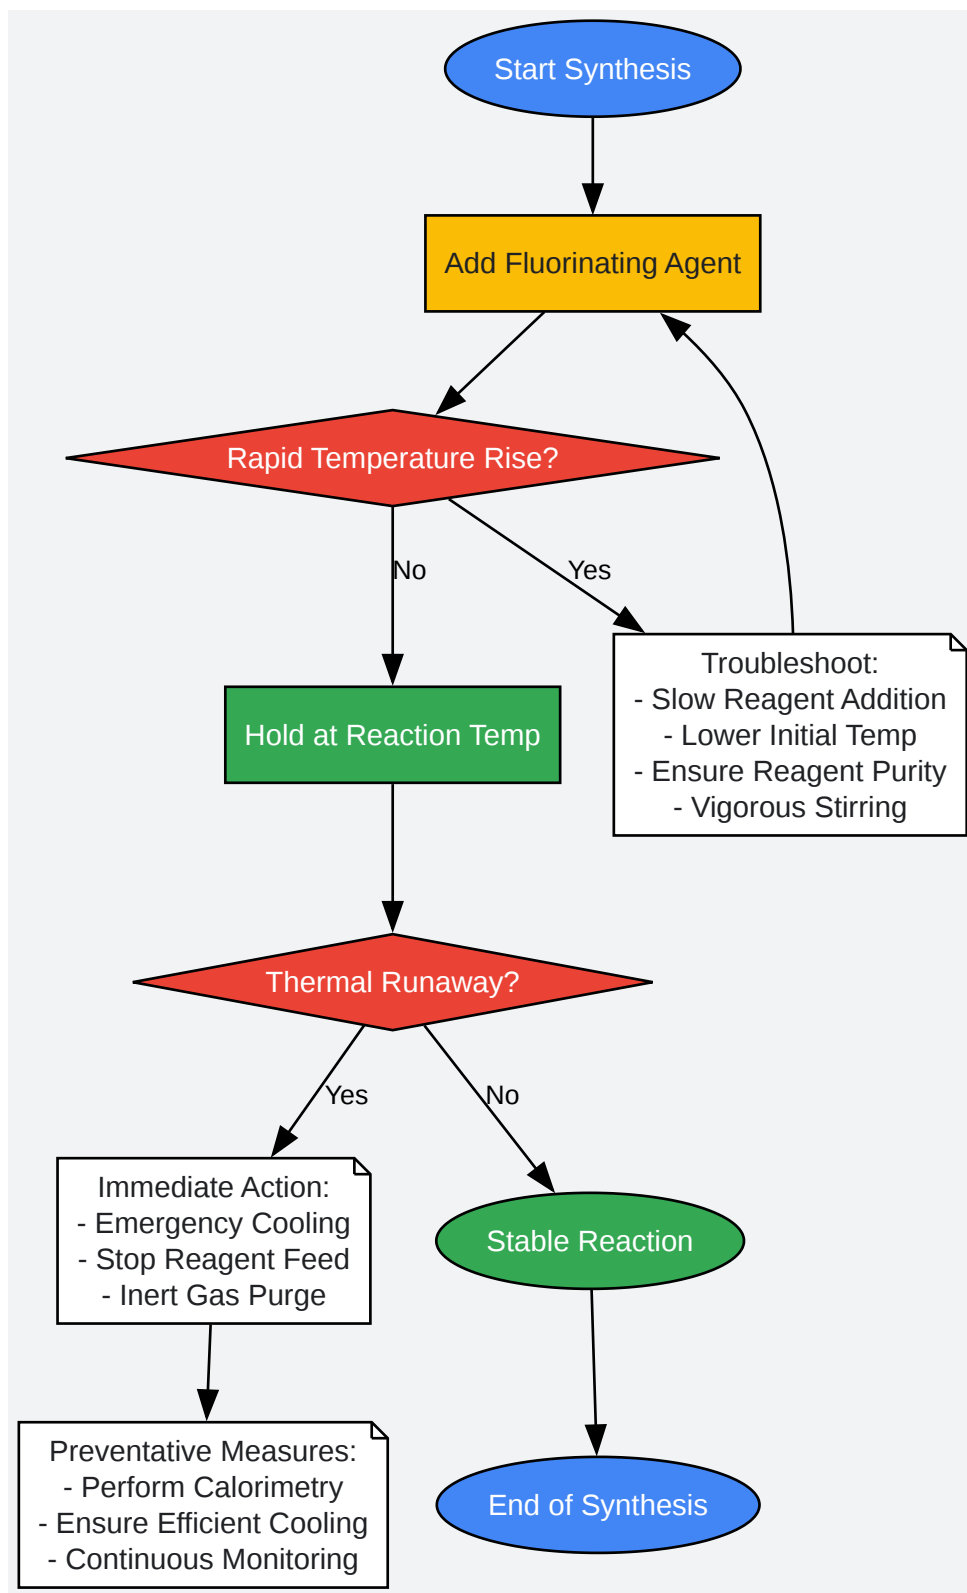 Start Synthesis
Add Fluorinating Agent
Rapid Temperature Rise?
No
Yes
Troubleshoot:
- Slow Reagent Addition
- Lower Initial Temp
- Ensure Reagent Purity
- Vigorous Stirring
Hold at Reaction Temp
Thermal Runaway?
Yes
No
Immediate Action:
- Emergency Cooling
- Stop Reagent Feed
- Inert Gas Purge
Stable Reaction
Preventative Measures:
- Perform Calorimetry
- Ensure Efficient Cooling
- Continuous Monitoring
End of Synthesis